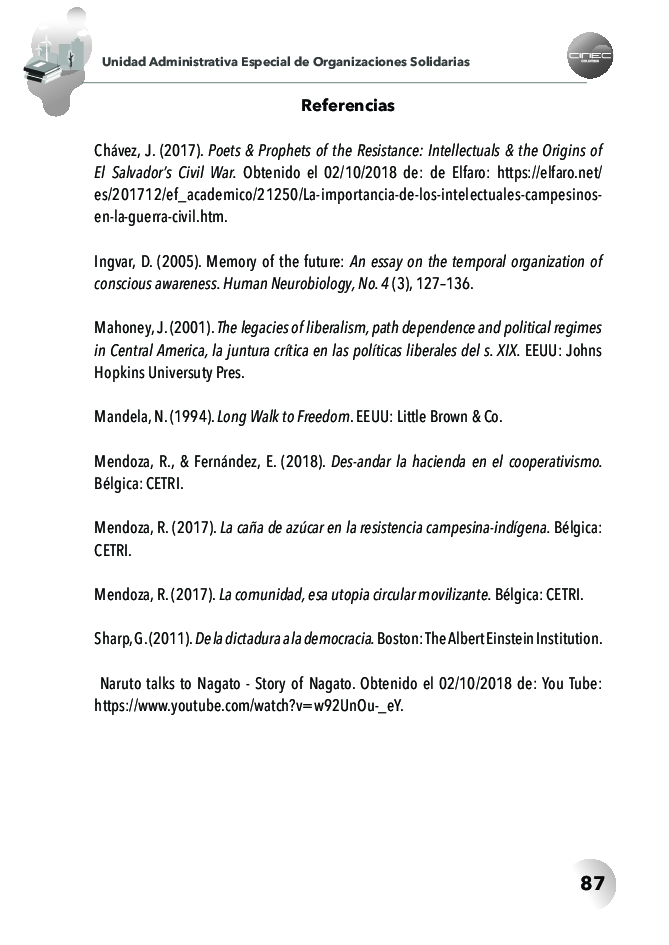 Unidad Administrativa Especial de Organizaciones Solidarias
CIRIEC
COLOMBIA
Referencias
Chávez, J. (2017). Poets & Prophets of the Resistance: Intellectuals & the Origins of
El Salvador’s Civil War. Obtenido el 02/10/2018 de: de Elfaro: https://elfaro.net/
es/201712/ef_academico/21250/La-importancia-de-los-intelectuales-campesinos-
en-la-guerra-civil.htm.
Ingvar, D. (2005). Memory of the future: An essay on the temporal organization of
conscious awareness. Human Neurobiology, No. 4 (3), 127–136.
Mahoney, J. (2001). The legacies of liberalism, path dependence and political regimes
in Central America, la juntura crítica en las políticas liberales del s. XIX. EEUU: Johns
Hopkins Universuty Pres.
Mandela, N. (1994). Long Walk to Freedom. EEUU: Little Brown & Co.
Mendoza, R., & Fernández, E. (2018). Des-andar la hacienda en el cooperativismo.
Bélgica: CETRI.
Mendoza, R. (2017). La caña de azúcar en la resistencia campesina-indígena. Bélgica:
CETRI.
Mendoza, R. (2017). La comunidad, esa utopia circular movilizante. Bélgica: CETRI.
Sharp, G. (2011). De la dictadura a la democracia. Boston: The Albert Einstein Institution.
Naruto talks to Nagato - Story of Nagato. Obtenido el 02/10/2018 de: You Tube:
https://www.youtube.com/watch?v=w92UnOu-_eY.
87